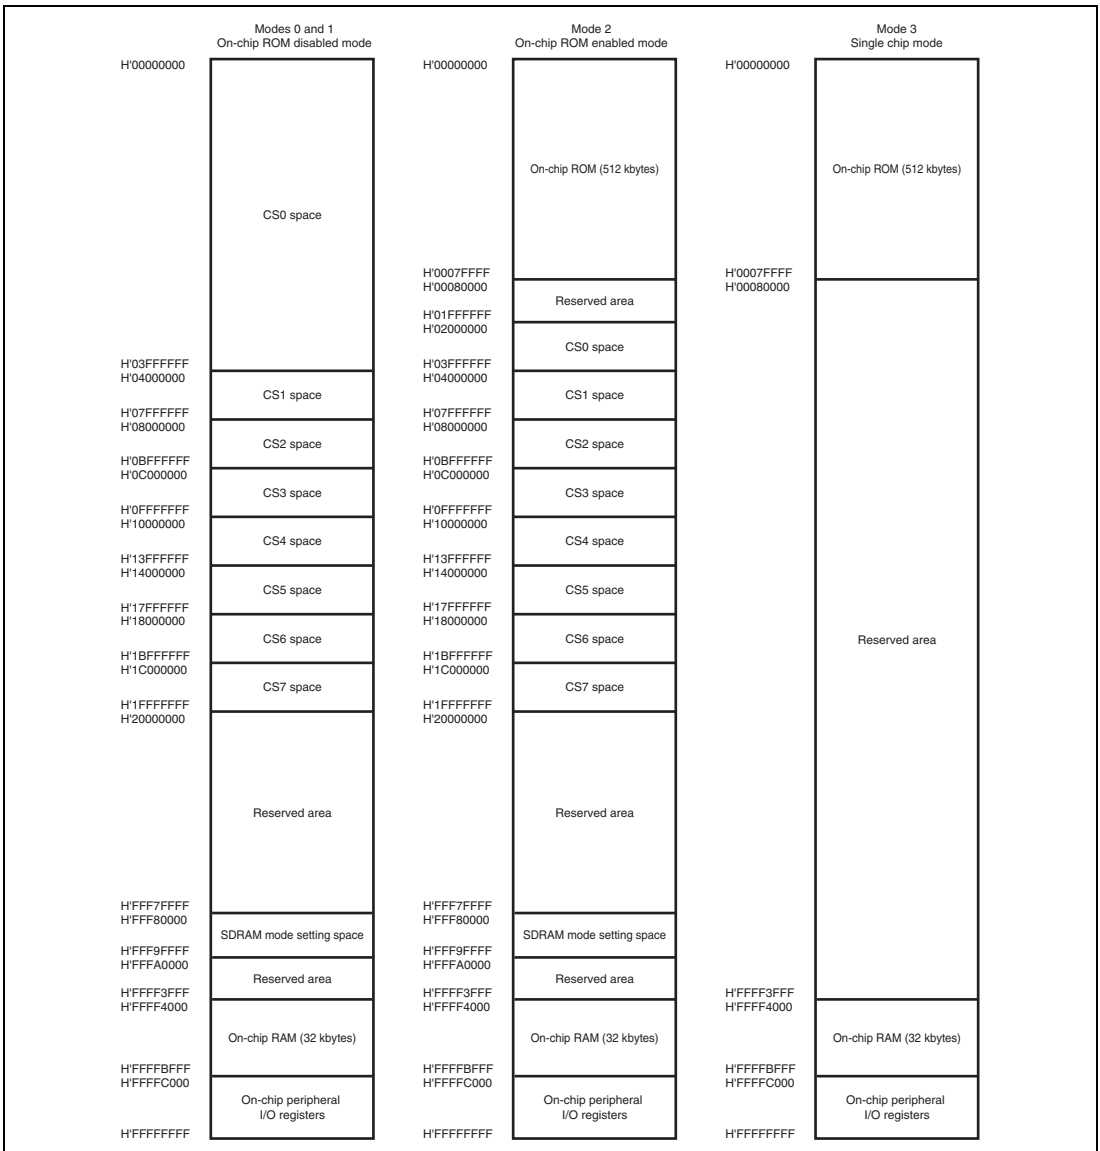 Modes 0 and 1
On-chip ROM disabled mode
H'00000000
CS0 space
H'03FFFFFF
H'04000000
CS1 space
H'07FFFFFF
H'08000000
CS2 space
H'0BFFFFFF
H'0C000000
CS3 space
H'0FFFFFFF
H'10000000
CS4 space
H'13FFFFFF
H'14000000
CS5 space
H'17FFFFFF
H'18000000
CS6 space
H'1BFFFFFF
H'1C000000
CS7 space
H'1FFFFFFF
H'20000000
Reserved area
H'FFF7FFFF
H'FFF80000
SDRAM mode setting space
H'FFF9FFFF
H'FFFA0000
Reserved area
H'FFFF3FFF
H'FFFF4000
On-chip RAM (32 kbytes)
H'FFFFBFFF
H'FFFFC000
On-chip peripheral
I/O registers
H'FFFFFFFF
Mode 2
On-chip ROM enabled mode
H'00000000
On-chip ROM (512 kbytes)
H'0007FFFF
H'00080000
Reserved area
H'01FFFFFF
H'02000000
CS0 space
H'03FFFFFF
H'04000000
CS1 space
H'07FFFFFF
H'08000000
CS2 space
H'0BFFFFFF
H'0C000000
CS3 space
H'0FFFFFFF
H'10000000
CS4 space
H'13FFFFFF
H'14000000
CS5 space
H'17FFFFFF
H'18000000
CS6 space
H'1BFFFFFF
H'1C000000
CS7 space
H'1FFFFFFF
H'20000000
Reserved area
H'FFF7FFFF
H'FFF80000
SDRAM mode setting space
H'FFF9FFFF
H'FFFA0000
Reserved area
H'FFFF3FFF
H'FFFF4000
On-chip RAM (32 kbytes)
H'FFFFBFFF
H'FFFFC000
On-chip peripheral
I/O registers
H'FFFFFFFF
Mode 3
Single chip mode
H'00000000
On-chip ROM (512 kbytes)
H'0007FFFF
H'00080000
Reserved area
H'FFFF3FFF
H'FFFF4000
On-chip RAM (32 kbytes)
H'FFFFBFFF
H'FFFFC000
On-chip peripheral
I/O registers
H'FFFFFFFF